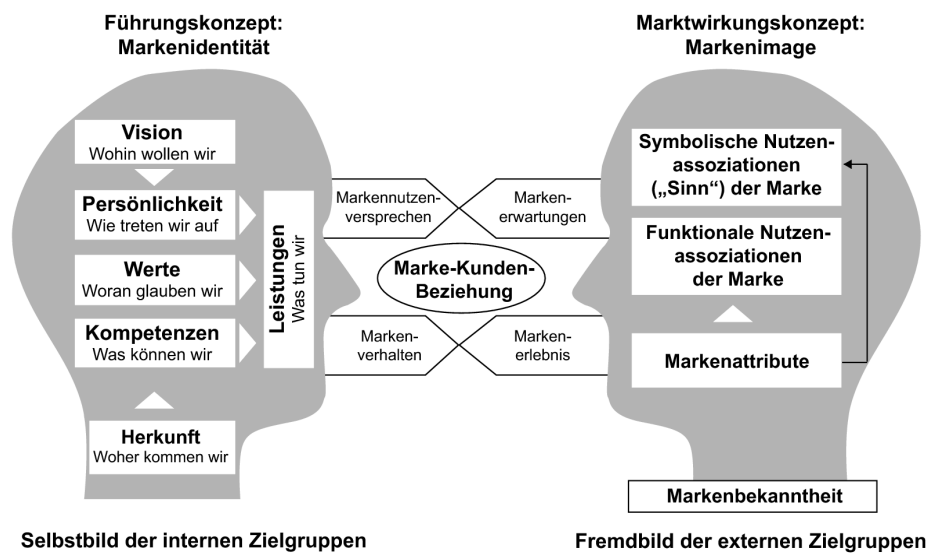 Führungskonzept:
Markenidentität
Vision
Wohin wollen wir
Persönlichkeit
Wie treten wir auf
Werte
Woran glauben wir
Kompetenzen
Was können wir
Herkunft
Woher kommen wir
Leistungen
Was tun wir
Selbstbild der internen Zielgruppen
Markennutzen-
versprechen
Marken-
erwartungen
Marke-Kunden-
Beziehung
Marken-
verhalten
Marken-
erlebnis
Marktwirkungskonzept:
Markenimage
Symbolische Nutzen-
assoziationen
(„Sinn“) der Marke
Funktionale Nutzen-
assoziationen
der Marke
Markenattribute
Markenbekanntheit
Fremdbild der externen Zielgruppen